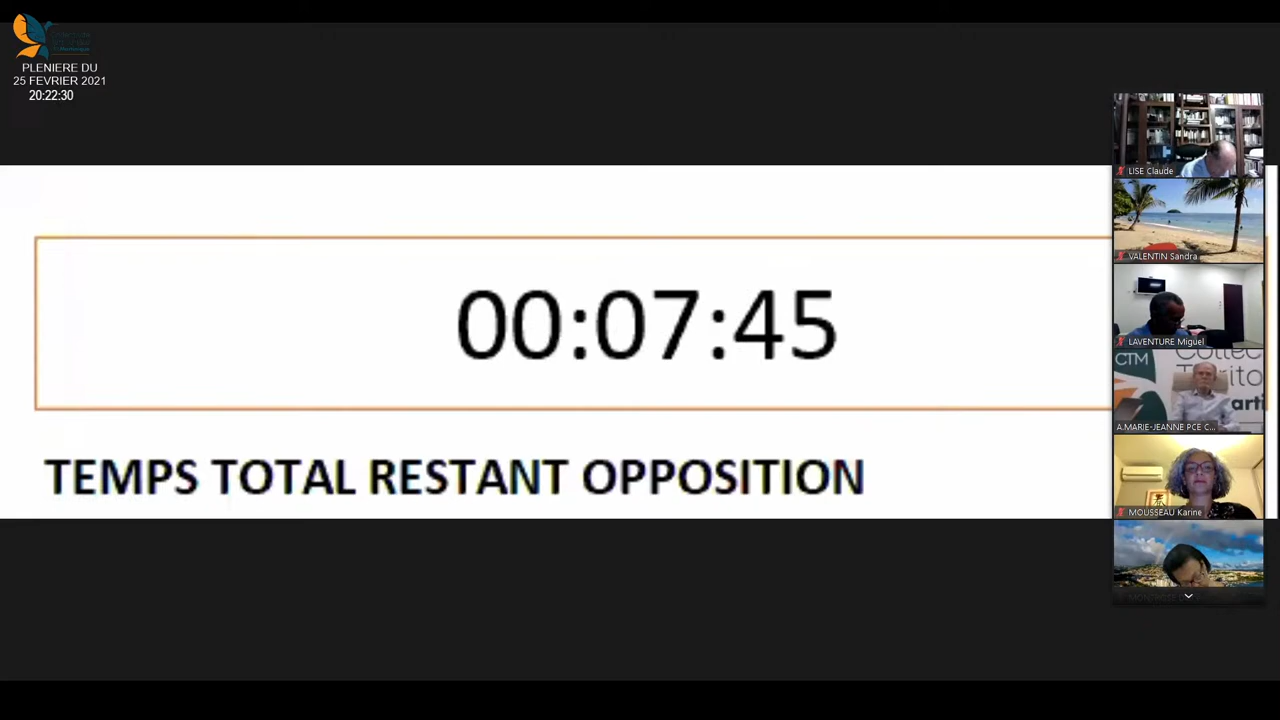 PLENIERE DU
25 FEVRIER 2021
20:22:30
00:07:45
TEMPS TOTAL RESTANT OPPOSITION
LISE Claude
VALENTIN Sandra
LAVENTURE Miguel
CTM
A.MARIE-JEANNE PCE C...
MOUSSEAU Karine